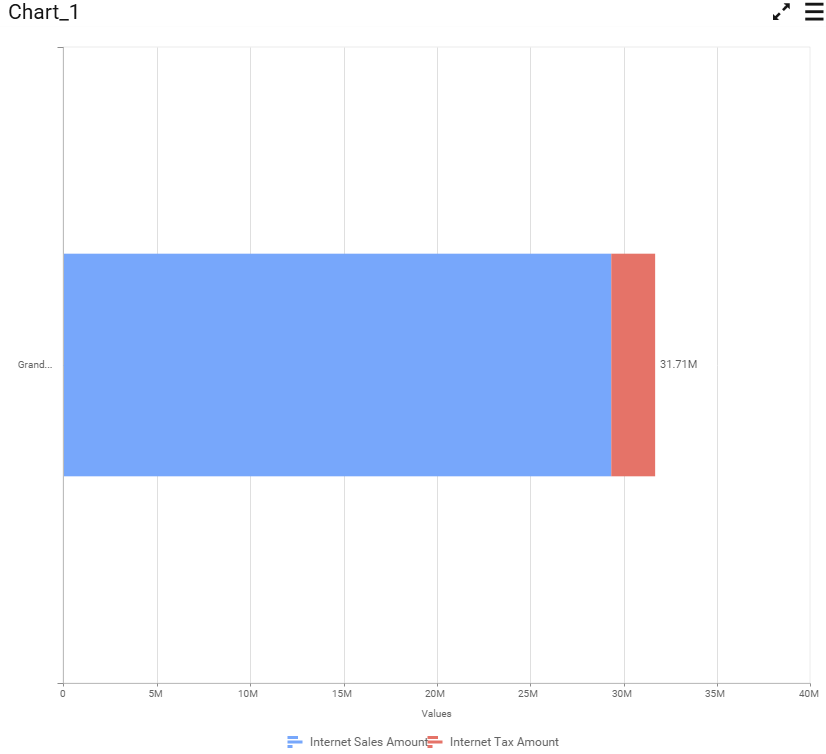 Chart_1
Grand...
31.71M
0 5M 10M 15M 20M 25M 30M 35M 40M
Values
Internet Sales Amount Internet Tax Amount